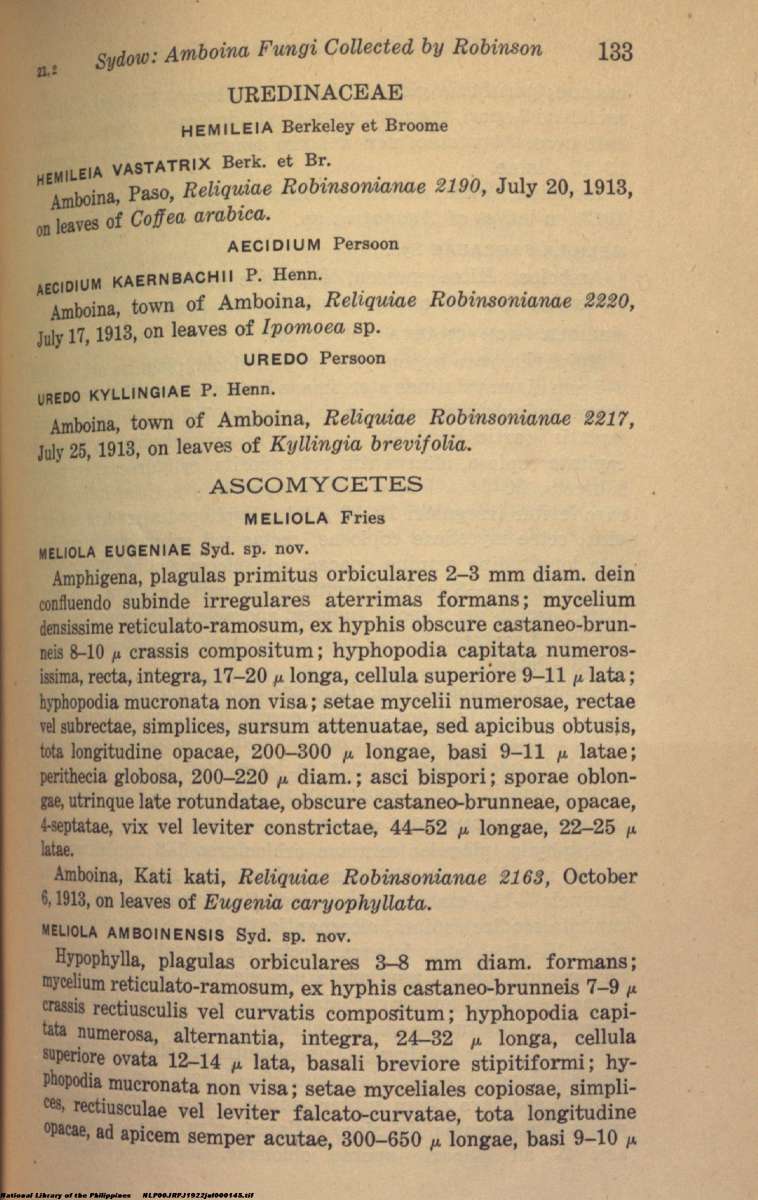 21, 2 Sydow: Amboina Fungi Collected by Robinson 133
UREDINACEAE
HEMILEIA Berkeley et Broome
HEMILEIA VASTATRIX Berk. et Br.
Amboina, Paso, Reliquiae Robinsonianae 2190, July 20, 1913,
on leaves of Coffea arabica.
AECIDIUM Persoon
AECIDIUM KAERNBACHII P. Henn.
Amboina, town of Amboina, Reliquiae Robinsonianae 2220,
July 17, 1913, on leaves of Ipomoea sp.
UREDO Persoon
UREDO KYLLINGIAE P. Henn.
Amboina, town of Amboina, Reliquiae Robinsonianae 2217,
July 25, 1913, on leaves of Kyllingia brevifolia.
ASCOMYCETES
MELIOLA Fries
MELIOLA EUGENIAE Syd. sp. nov.
Amphigena, plagulas primitus orbiculares 2–3 mm diam. dein
confluendo subinde irregulares aterrimas formans; mycelium
densissime reticulato-ramosum, ex hyphis obscure castaneo-brun-
neis 8–10 μ crassis compositum; hyphopodia capitata numeros-
issima, recta, integra, 17–20 μ longa, cellula superiore 9–11 μ lata;
hyphopodia mucronata non visa; setae mycelii numerosae, rectae
vel subrectae, simplices, sursum attenuatae, sed apicibus obtusis,
tota longitudine opacae, 200–300 μ longae, basi 9–11 μ latae;
perithecia globosa, 200–220 μ diam.; asci bispori; sporae oblon-
gae, utrinque late rotundatae, obscure castaneo-brunneae, opacae,
4-septatae, vix vel leviter constrictae, 44–52 μ longae, 22–25 μ
latae.
Amboina, Kati kati, Reliquiae Robinsonianae 2163, October
6, 1913, on leaves of Eugenia caryophyllata.
MELIOLA AMBOINENSIS Syd. sp. nov.
Hypophylla, plagulas orbiculares 3–8 mm diam. formans;
mycelium reticulato-ramosum, ex hyphis castaneo-brunneis 7–9 μ
crassis rectiusculis vel curvatis compositum; hyphopodia capi-
tata numerosa, alternantia, integra, 24–32 μ longa, cellula
superiore ovata 12–14 μ lata, basali breviore stipitiformi; hy-
phopodia mucronata non visa; setae myceliales copiosae, simpli-
ces, rectiusculae vel leviter falcato-curvatae, tota longitudine
opacae, ad apicem semper acutae, 300–650 μ longae, basi 9–10 μ
National Library of the Philippines NLP00JRPJ1922jul000145.tif